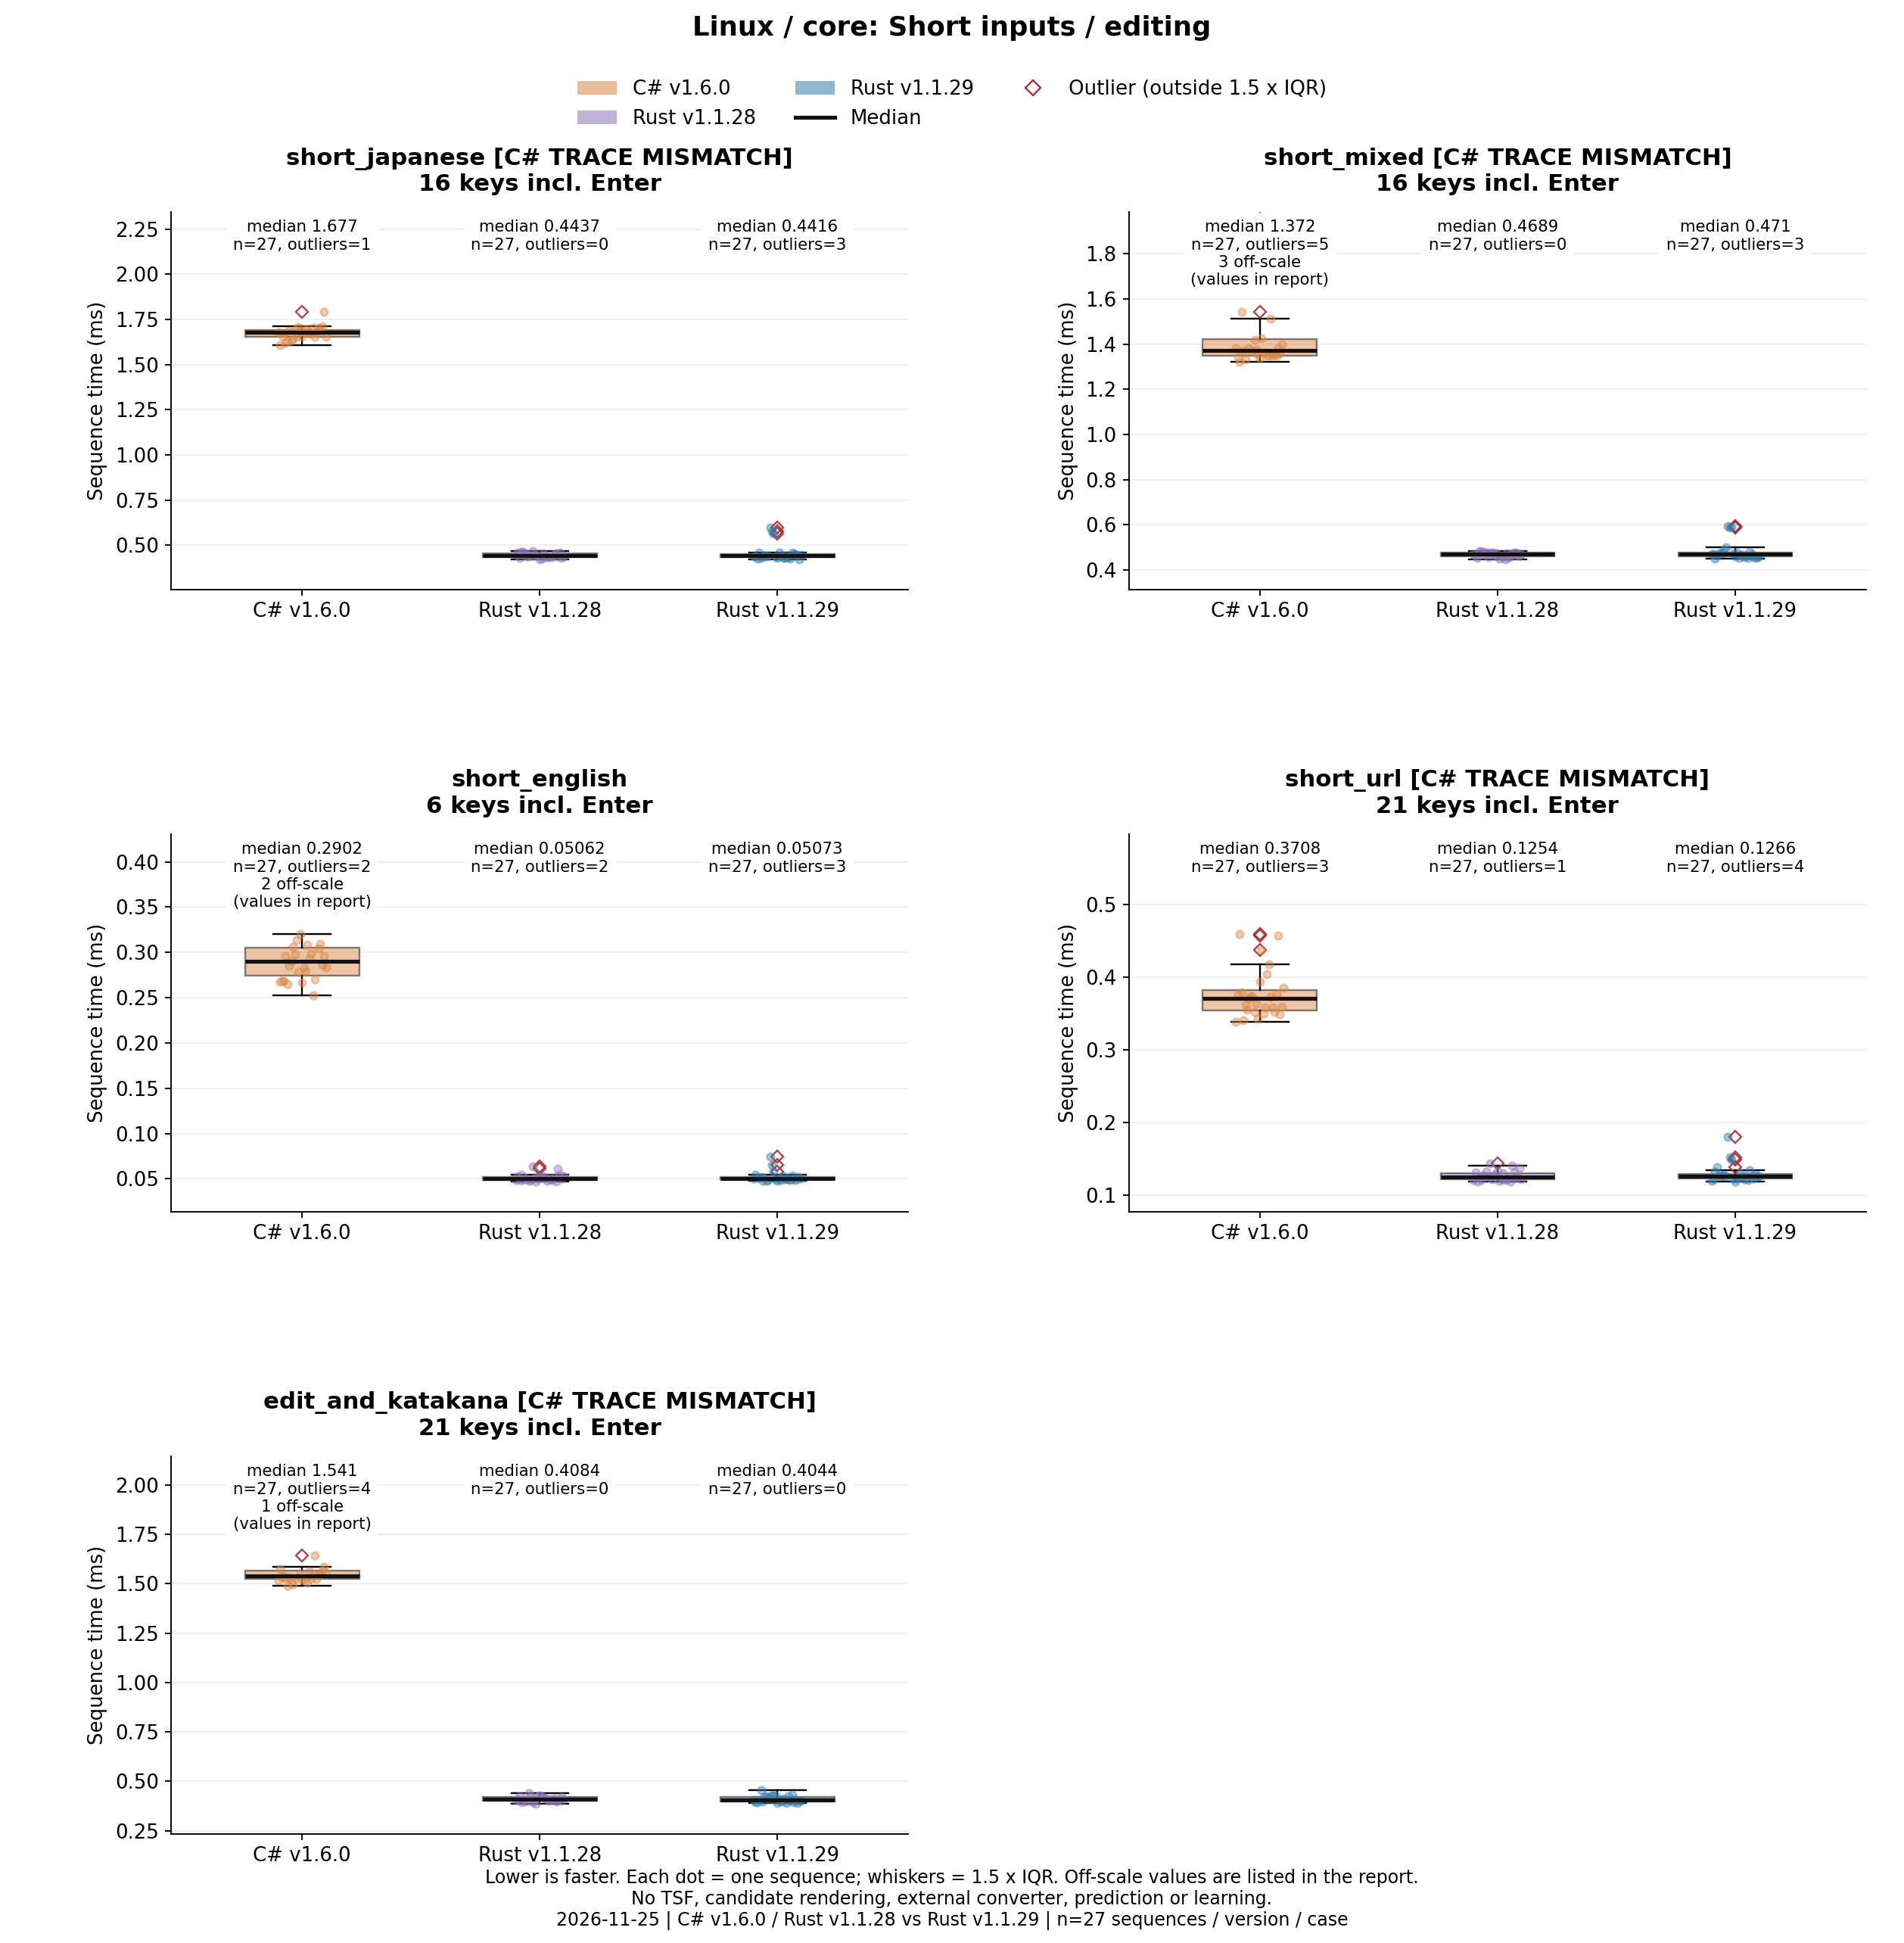 Linux / core: Short inputs / editing
C# v1.6.0
Rust v1.1.28
Rust v1.1.29
Median
Outlier (outside 1.5 x IQR)
short_japanese [C# TRACE MISMATCH]
16 keys incl. Enter
median 1.677
n=27, outliers=1
median 0.4437
n=27, outliers=0
median 0.4416
n=27, outliers=3
Sequence time (ms)
2.25
2.00
1.75
1.50
1.25
1.00
0.75
0.50
C# v1.6.0
Rust v1.1.28
Rust v1.1.29
short_mixed [C# TRACE MISMATCH]
16 keys incl. Enter
median 1.372
n=27, outliers=5
3 off-scale
(values in report)
median 0.4689
n=27, outliers=0
median 0.471
n=27, outliers=3
Sequence time (ms)
1.8
1.6
1.4
1.2
1.0
0.8
0.6
0.4
C# v1.6.0
Rust v1.1.28
Rust v1.1.29
short_english
6 keys incl. Enter
median 0.2902
n=27, outliers=2
2 off-scale
(values in report)
median 0.05062
n=27, outliers=2
median 0.05073
n=27, outliers=3
Sequence time (ms)
0.40
0.35
0.30
0.25
0.20
0.15
0.10
0.05
C# v1.6.0
Rust v1.1.28
Rust v1.1.29
short_url [C# TRACE MISMATCH]
21 keys incl. Enter
median 0.3708
n=27, outliers=3
median 0.1254
n=27, outliers=1
median 0.1266
n=27, outliers=4
Sequence time (ms)
0.5
0.4
0.3
0.2
0.1
C# v1.6.0
Rust v1.1.28
Rust v1.1.29
edit_and_katakana [C# TRACE MISMATCH]
21 keys incl. Enter
median 1.541
n=27, outliers=4
1 off-scale
(values in report)
median 0.4084
n=27, outliers=0
median 0.4044
n=27, outliers=0
Sequence time (ms)
2.00
1.75
1.50
1.25
1.00
0.75
0.50
0.25
C# v1.6.0
Rust v1.1.28
Rust v1.1.29
Lower is faster. Each dot = one sequence; whiskers = 1.5 x IQR. Off-scale values are listed in the report.
No TSF, candidate rendering, external converter, prediction or learning.
2026-11-25 | C# v1.6.0 / Rust v1.1.28 vs Rust v1.1.29 | n=27 sequences / version / case